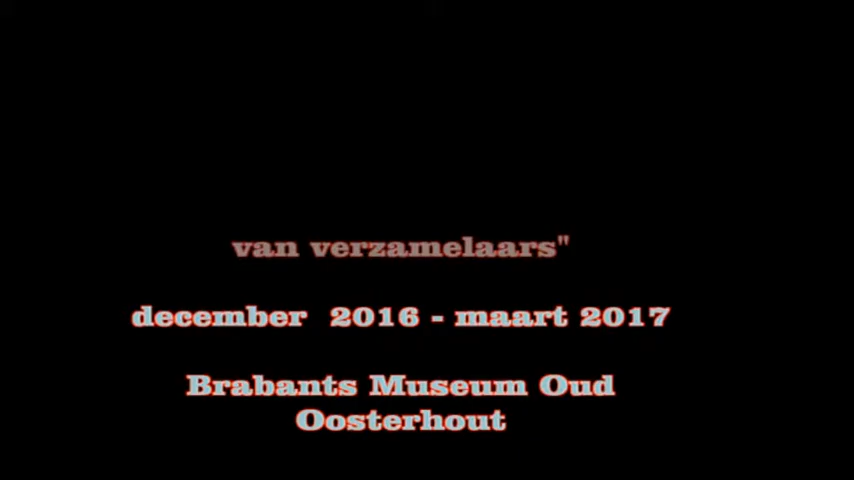 van verzamelaars"
december 2016 - maart 2017
Brabants Museum Oud
Oosterhout